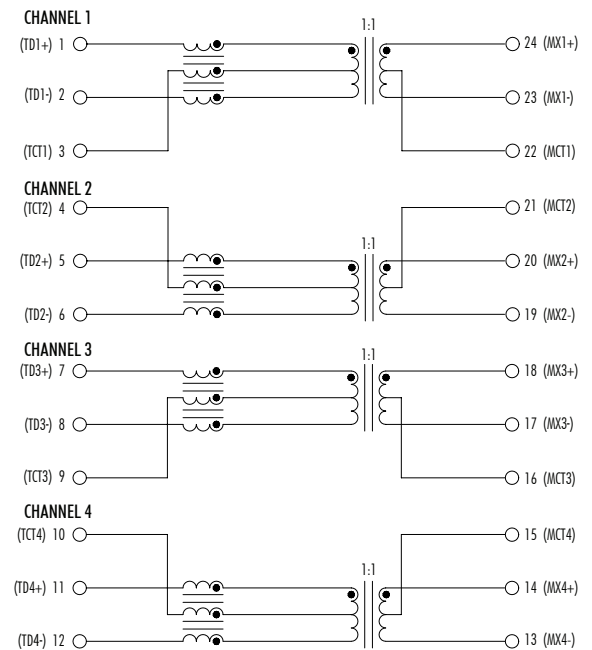 CHANNEL 1
1:1
(TD1+) 1 24 (MX1+)
(TD1-) 2 23 (MX1-)
(TCT1) 3 22 (MCT1)
CHANNEL 2
(TCT2) 4 21 (MCT2)
1:1
(TD2+) 5 20 (MX2+)
(TD2-) 6 19 (MX2-)
CHANNEL 3
1:1
(TD3+) 7 18 (MX3+)
(TD3-) 8 17 (MX3-)
(TCT3) 9 16 (MCT3)
CHANNEL 4
(TCT4) 10 15 (MCT4)
1:1
(TD4+) 11 14 (MX4+)
(TD4-) 12 13 (MX4-)